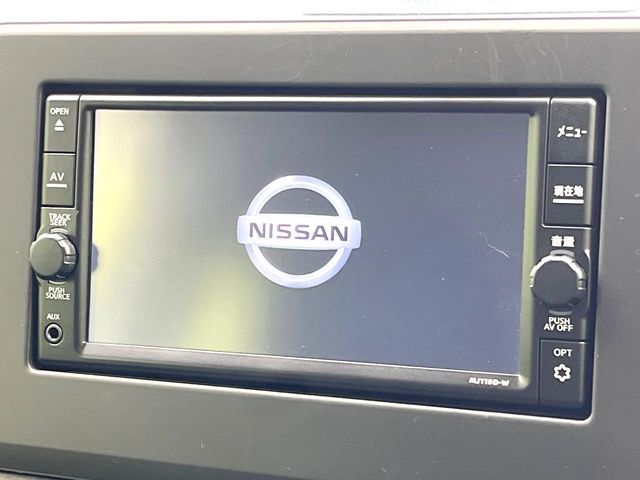 OPEN
AV
TRACK
SEEK
PUSH
SOURCE
AUX
NISSAN
メニュー
現在地
音量
PUSH
AV OFF
OPT
MJ119D-W